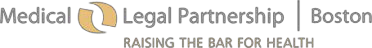 Medical Legal Partnership | Boston
RAISING THE BAR FOR HEALTH